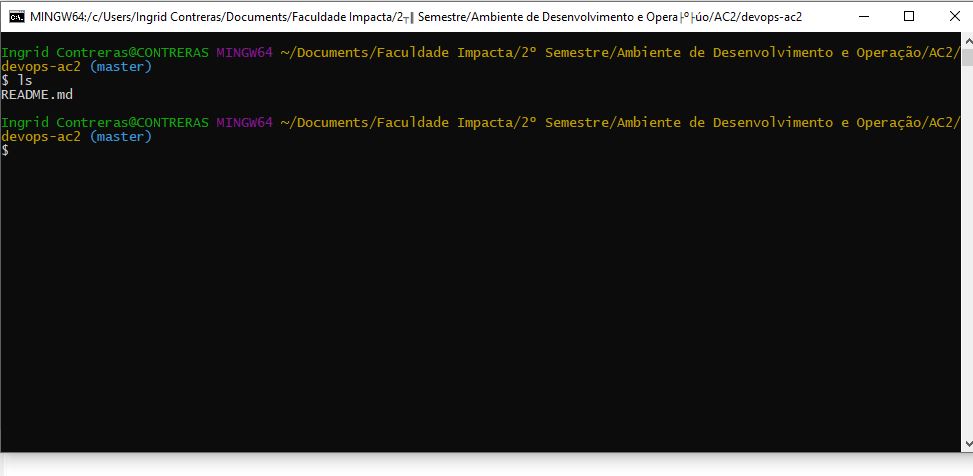 MINGW64:/c/Users/Ingrid Contreras/Documents/Faculdade Impacta/2┬║ Semestre/Ambiente de Desenvolvimento e Opera├º├úo/AC2/devops-ac2
Ingrid Contreras@CONTRERAS MINGW64 ~/Documents/Faculdade Impacta/2º Semestre/Ambiente de Desenvolvimento e Operação/AC2/
devops-ac2 (master)
$ ls
README.md
Ingrid Contreras@CONTRERAS MINGW64 ~/Documents/Faculdade Impacta/2º Semestre/Ambiente de Desenvolvimento e Operação/AC2/
devops-ac2 (master)
$